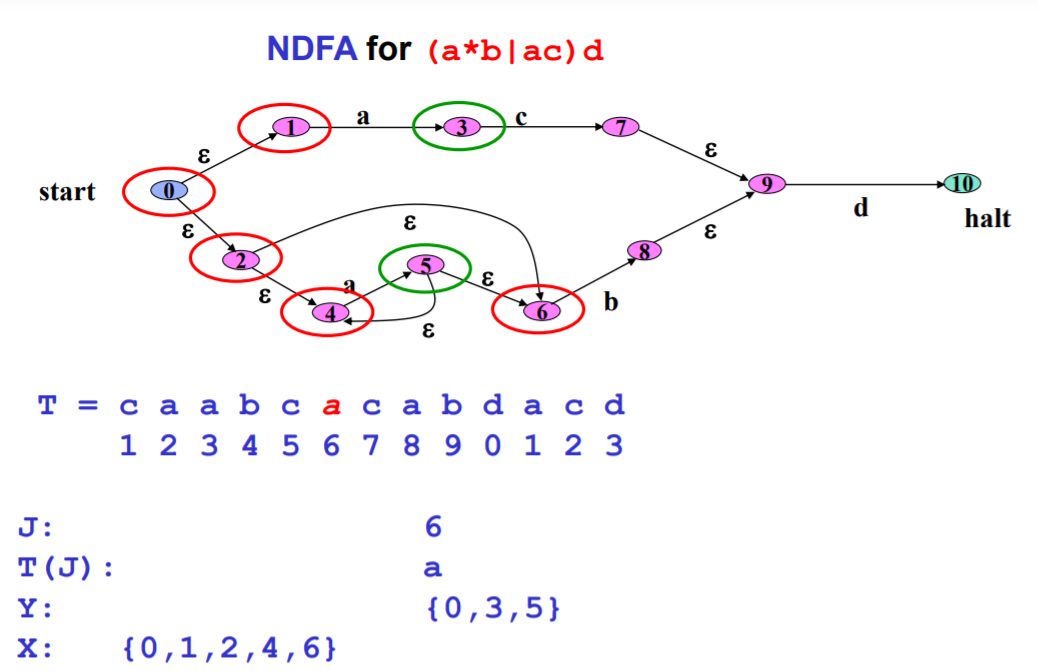 NDFA for (a*b|ac)d
1 a 3 c 7
ε ε
start 0 9 10
d halt
ε ε ε
2 5 ε 8
ε a b
4 6
ε
T = c a a b c a c a b d a c d
1 2 3 4 5 6 7 8 9 0 1 2 3
J: 6
T(J): a
Y: {0,3,5}
X: {0,1,2,4,6}